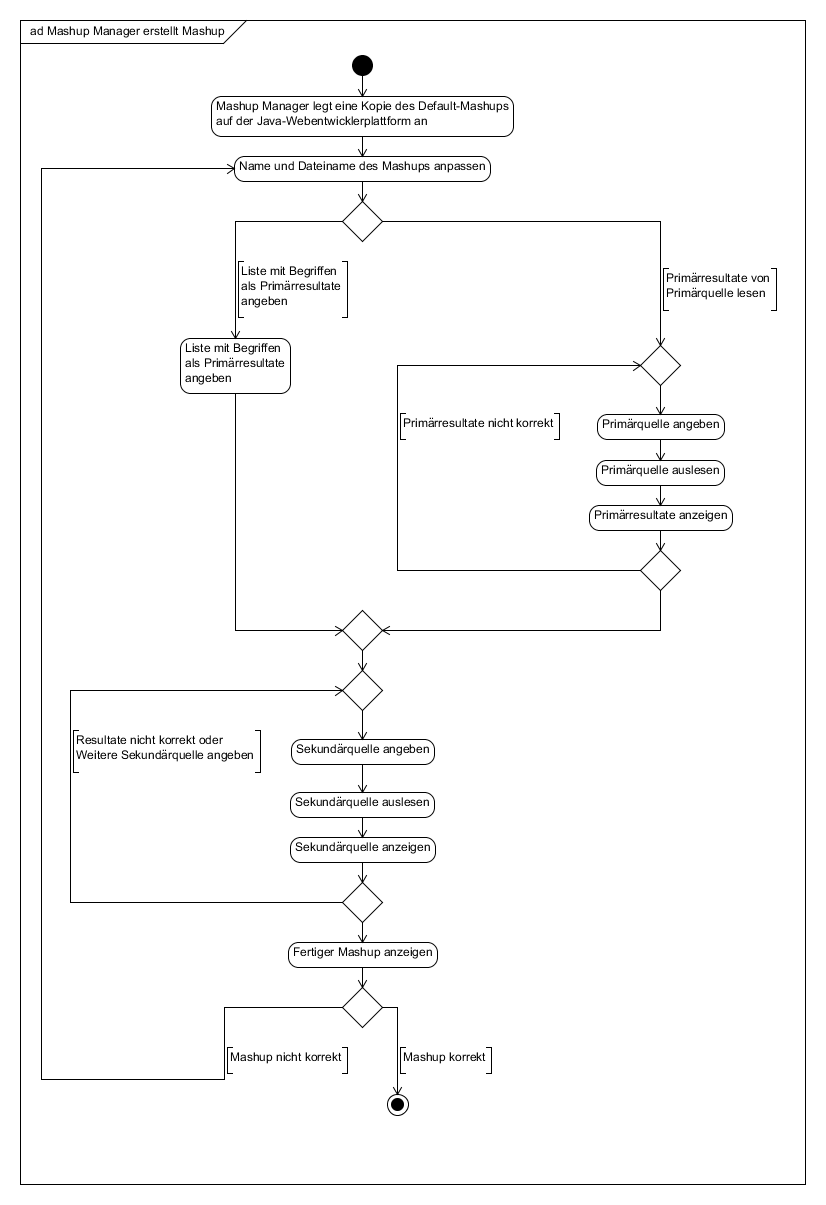 ad Mashup Manager erstellt Mashup
Mashup Manager legt eine Kopie des Default-Mashups
auf der Java-Webentwicklerplattform an
Name und Dateiname des Mashups anpassen
Liste mit Begriffen
als Primärresultate
angeben
Primärresultate von
Primärquelle lesen
Liste mit Begriffen
als Primärresultate
angeben
Primärresultate nicht korrekt
Primärquelle angeben
Primärquelle auslesen
Primärresultate anzeigen
Resultate nicht korrekt oder
Weitere Sekundärquelle angeben
Sekundärquelle angeben
Sekundärquelle auslesen
Sekundärquelle anzeigen
Fertiger Mashup anzeigen
Mashup nicht korrekt
Mashup korrekt